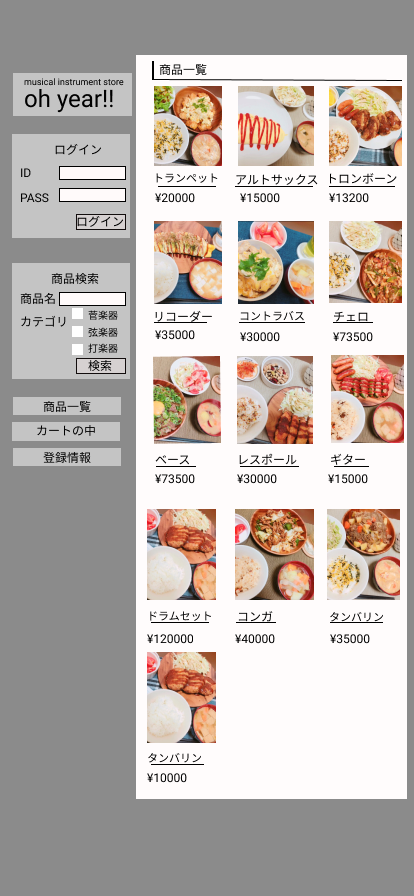 musical instrument store
oh year!!
ログイン
ID
PASS
ログイン
商品検索
商品名
カテゴリ
菅楽器
弦楽器
打楽器
検索
商品一覧
カートの中
登録情報
商品一覧
トランペット アルトサックス トロンボーン
¥20000 ¥15000 ¥13200
リコーダー コントラバス チェロ
¥35000 ¥30000 ¥73500
ベース レスポール ギター
¥73500 ¥30000 ¥15000
ドラムセット コンガ タンバリン
¥120000 ¥40000 ¥35000
タンバリン
¥10000